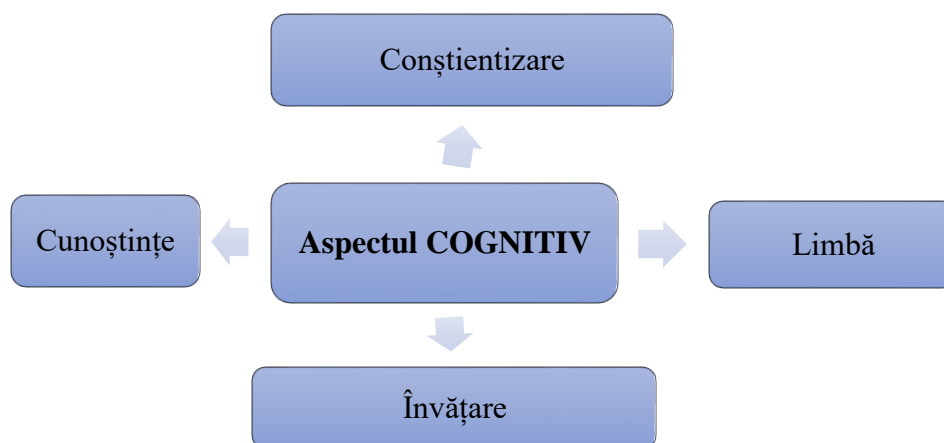 Conștientizare
Cunoștințe
Aspectul COGNITIV
Limbă
Învățare